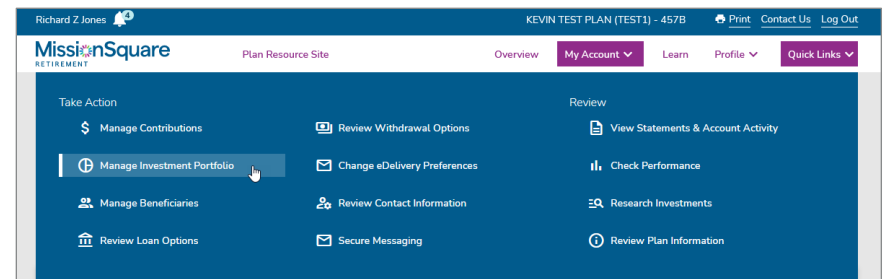 Richard Z Jones 4 KEVIN TEST PLAN (TEST1) - 457B Print Contact Us Log Out
MissionSquare
RETIREMENT
Plan Resource Site Overview My Account Learn Profile Quick Links
Take Action Review
Manage Contributions Review Withdrawal Options View Statements & Account Activity
Manage Investment Portfolio Change eDelivery Preferences Check Performance
Manage Beneficiaries Review Contact Information Research Investments
Review Loan Options Secure Messaging Review Plan Information